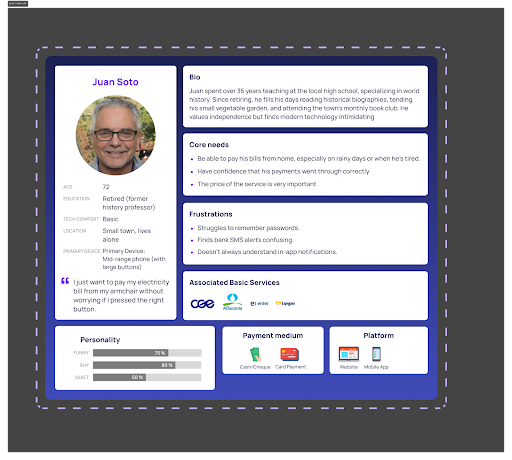 Juan Soto
AGE 72
EDUCATION Retired (former
history professor)
TECH COMFORT Basic
LOCATION Small town, lives
alone
PRIMARY DEVICE Primary Device:
Mid-range phone (with
large buttons)
I just want to pay my electricity
bill from my armchair without
worrying if I pressed the right
button.
Bio
Juan spent over 35 years teaching at the local high school, specializing in world
history. Since retiring, he fills his days reading historical biographies, tending
his small vegetable garden, and attending the town's monthly book club. He
values independence but finds modern technology intimidating
Core needs
Be able to pay his bills from home, especially on rainy days or when he's tired.
Have confidence that his payments went through correctly.
The price of the service is very important
Frustrations
Struggles to remember passwords.
Finds bank SMS alerts confusing.
Doesn't always understand in-app notifications.
Associated Basic Services
CGE
Araucanía
entel
Lipigas
Personality
FUNNY 75 %
SHY 80 %
QUIET 50 %
Payment medium
Cash/Cheque Card Payment
Platform
Website Mobile App